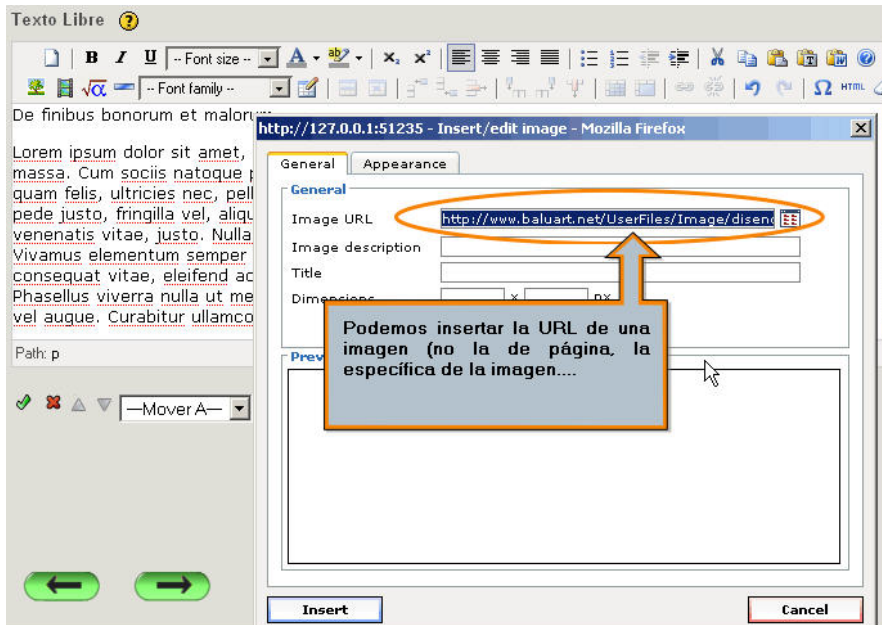 Texto Libre ?
B I U -- Font size -- A ab x₂ x²
√α -- Font family -- Ω HTML
De finibus bonorum et malorum
http://127.0.0.1:51235 - Insert/edit image - Mozilla Firefox
Lorem ipsum dolor sit amet,
massa. Cum sociis natoque
quam felis, ultricies nec,
pede justo, fringilla vel,
venenatis vitae, justo. Nulla
Vivamus elementum semper
consequat vitae, eleifend ac
Phasellus viverra nulla ut
vel augue. Curabitur
Path: p
—Mover A—
General Appearance
General
Image URL http://www.baluart.net/UserFiles/Image/disen
Image description
Title
Dimensions x px
Podemos insertar la URL de una
imagen (no la de página, la
específica de la imagen....
Prev
Insert Cancel